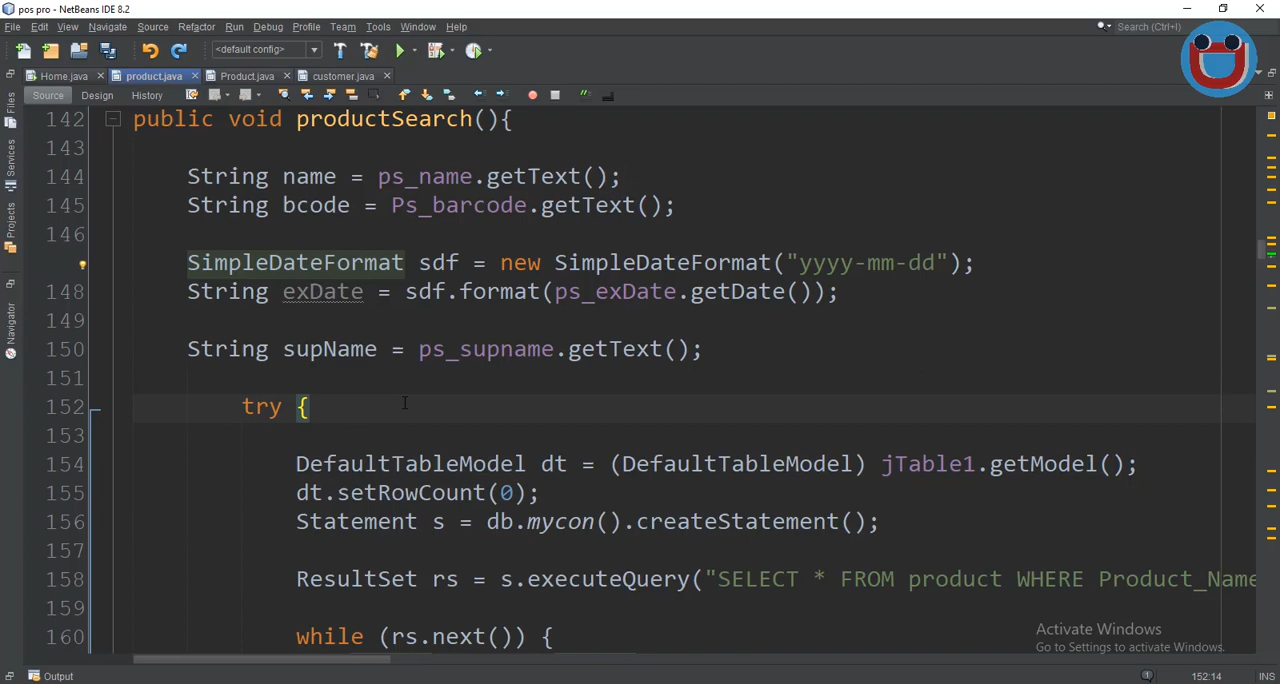 pos pro - NetBeans IDE 8.2
File Edit View Navigate Source Refactor Run Debug Profile Team Tools Window Help
Search (Ctrl+I)
<default config>
Home.java product.java Product.java customer.java
Source Design History
Files
Services
Projects
Navigator
142 public void productSearch(){
143
144 String name = ps_name.getText();
145 String bcode = Ps_barcode.getText();
146
SimpleDateFormat sdf = new SimpleDateFormat("yyyy-mm-dd");
148 String exDate = sdf.format(ps_exDate.getDate());
149
150 String supName = ps_supname.getText();
151
152 try {
153
154 DefaultTableModel dt = (DefaultTableModel) jTable1.getModel();
155 dt.setRowCount(0);
156 Statement s = db.mycon().createStatement();
157
158 ResultSet rs = s.executeQuery("SELECT * FROM product WHERE Product_Name
159
160 while (rs.next()) {
Activate Windows
Go to Settings to activate Windows.
Output
152:14 INS